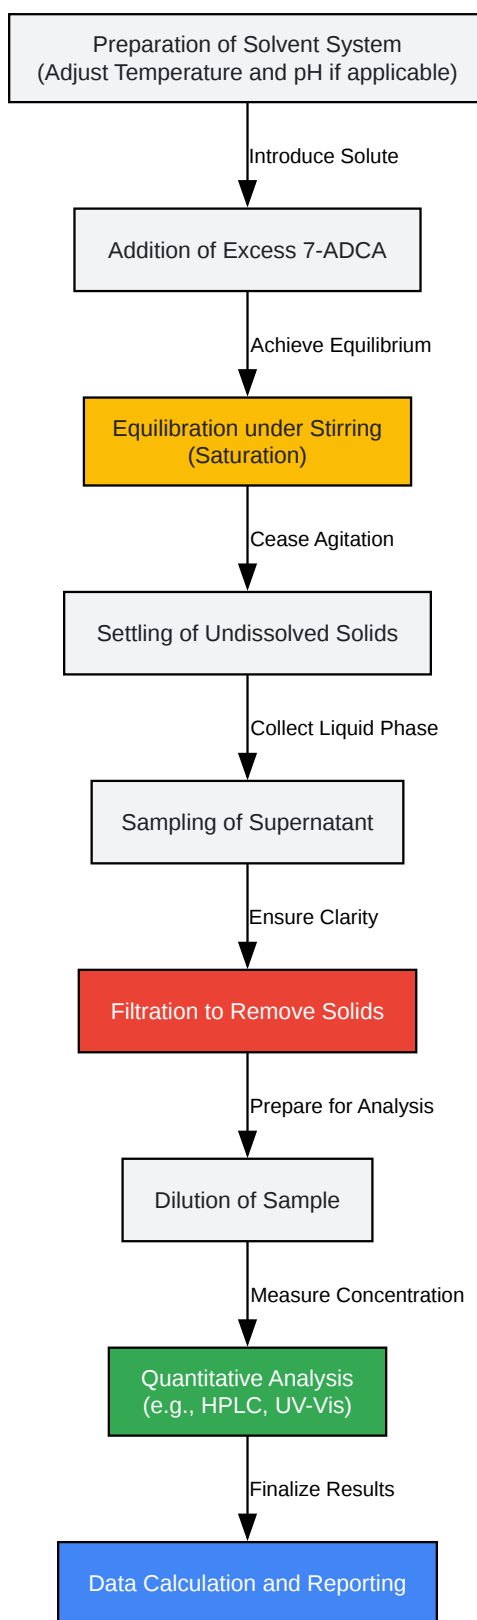 Preparation of Solvent System
(Adjust Temperature and pH if applicable)
Introduce Solute
Addition of Excess 7-ADCA
Achieve Equilibrium
Equilibration under Stirring
(Saturation)
Cease Agitation
Settling of Undissolved Solids
Collect Liquid Phase
Sampling of Supernatant
Ensure Clarity
Filtration to Remove Solids
Prepare for Analysis
Dilution of Sample
Measure Concentration
Quantitative Analysis
(e.g., HPLC, UV-Vis)
Finalize Results
Data Calculation and Reporting